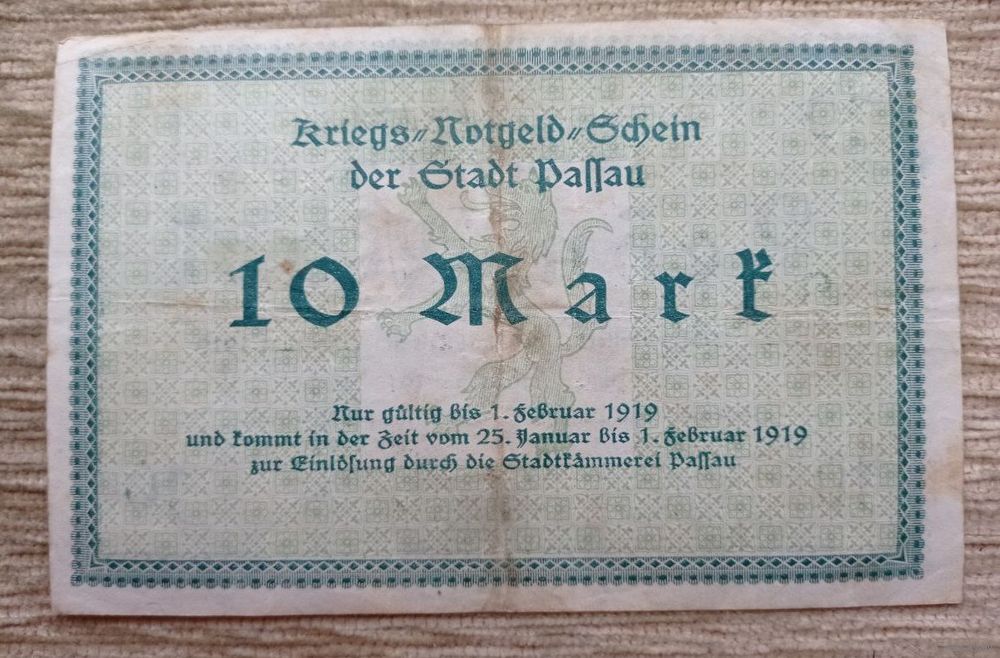 Kriegs⸗Notgeld⸗Schein
der Stadt Passau
10 Mark
Nur gültig bis 1. Februar 1919
und kommt in der Zeit vom 25. Januar bis 1. Februar 1919
zur Einlösung durch die Stadtkämmerei Passau